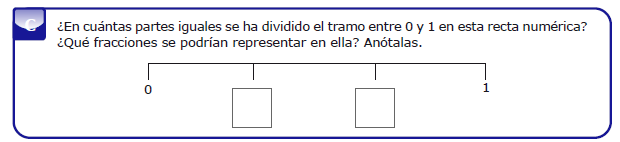 C
¿En cuántas partes iguales se ha dividido el tramo entre 0 y 1 en esta recta numérica?
¿Qué fracciones se podrían representar en ella? Anótalas.
0 1